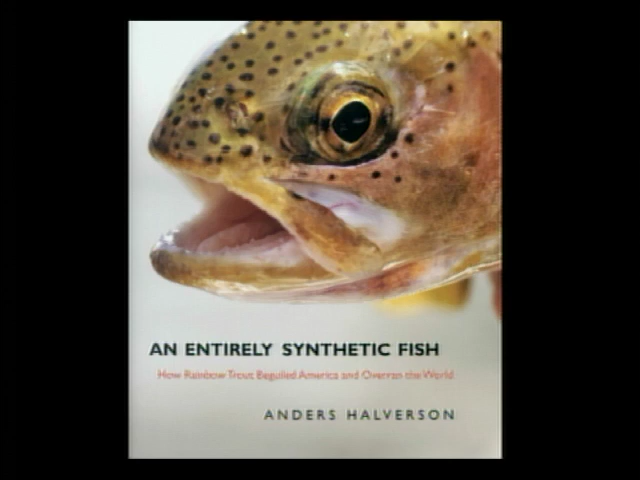 AN ENTIRELY SYNTHETIC FISH
How Rainbow Trout Beguiled America and Overran the World
ANDERS HALVERSON